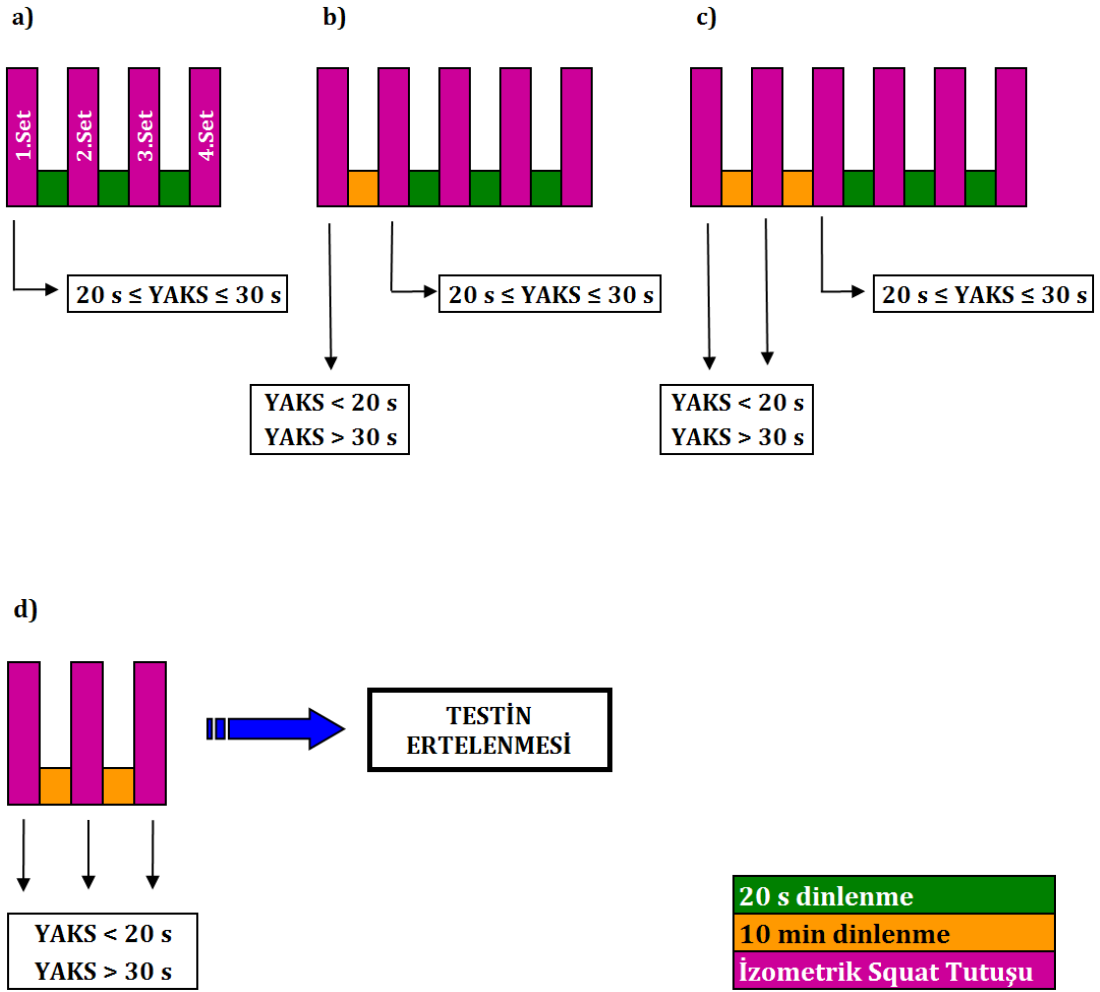 a)
b)
c)
1.Set
2.Set
3.Set
4.Set
20 s ≤ YAKS ≤ 30 s
20 s ≤ YAKS ≤ 30 s
20 s ≤ YAKS ≤ 30 s
YAKS < 20 s
YAKS > 30 s
YAKS < 20 s
YAKS > 30 s
d)
TESTİN
ERTELENMESİ
YAKS < 20 s
YAKS > 30 s
20 s dinlenme
10 min dinlenme
İzometrik Squat Tutuşu